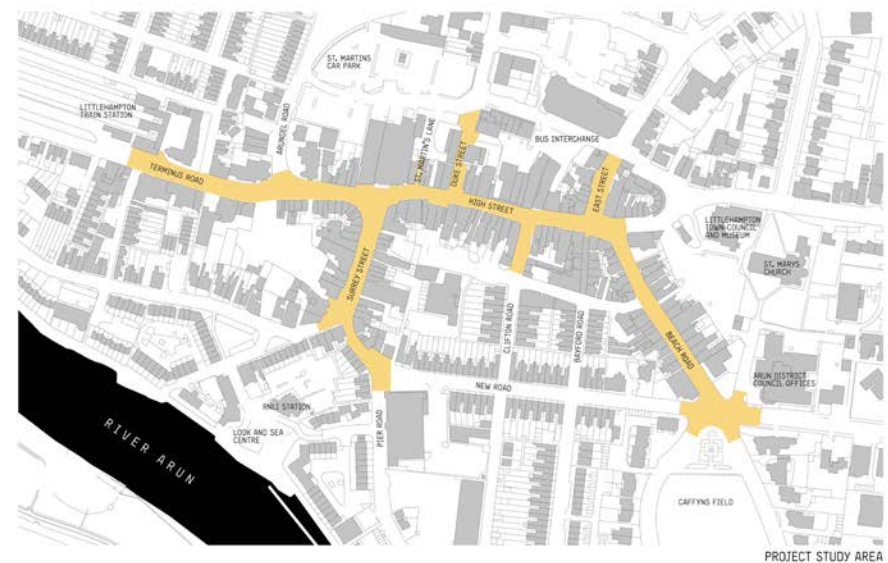 ST. MARTINS
CAR PARK
LITTLEHAMPTON
TRAIN STATION
ARUNDEL ROAD
ST. MARTIN'S LANE
DUKE STREET
BUS INTERCHANGE
TERMINUS ROAD
HIGH STREET
EAST STREET
LITTLEHAMPTON
TOWN COUNCIL
AND MUSEUM
ST. MARYS
CHURCH
SURREY STREET
CLIFTON ROAD
BAYFORD ROAD
BEACH ROAD
ARUN DISTRICT
COUNCIL OFFICES
NEW ROAD
RNLI STATION
LOOK AND SEA
CENTRE
PIER ROAD
RIVER ARUN
CAFFYNS FIELD
PROJECT STUDY AREA